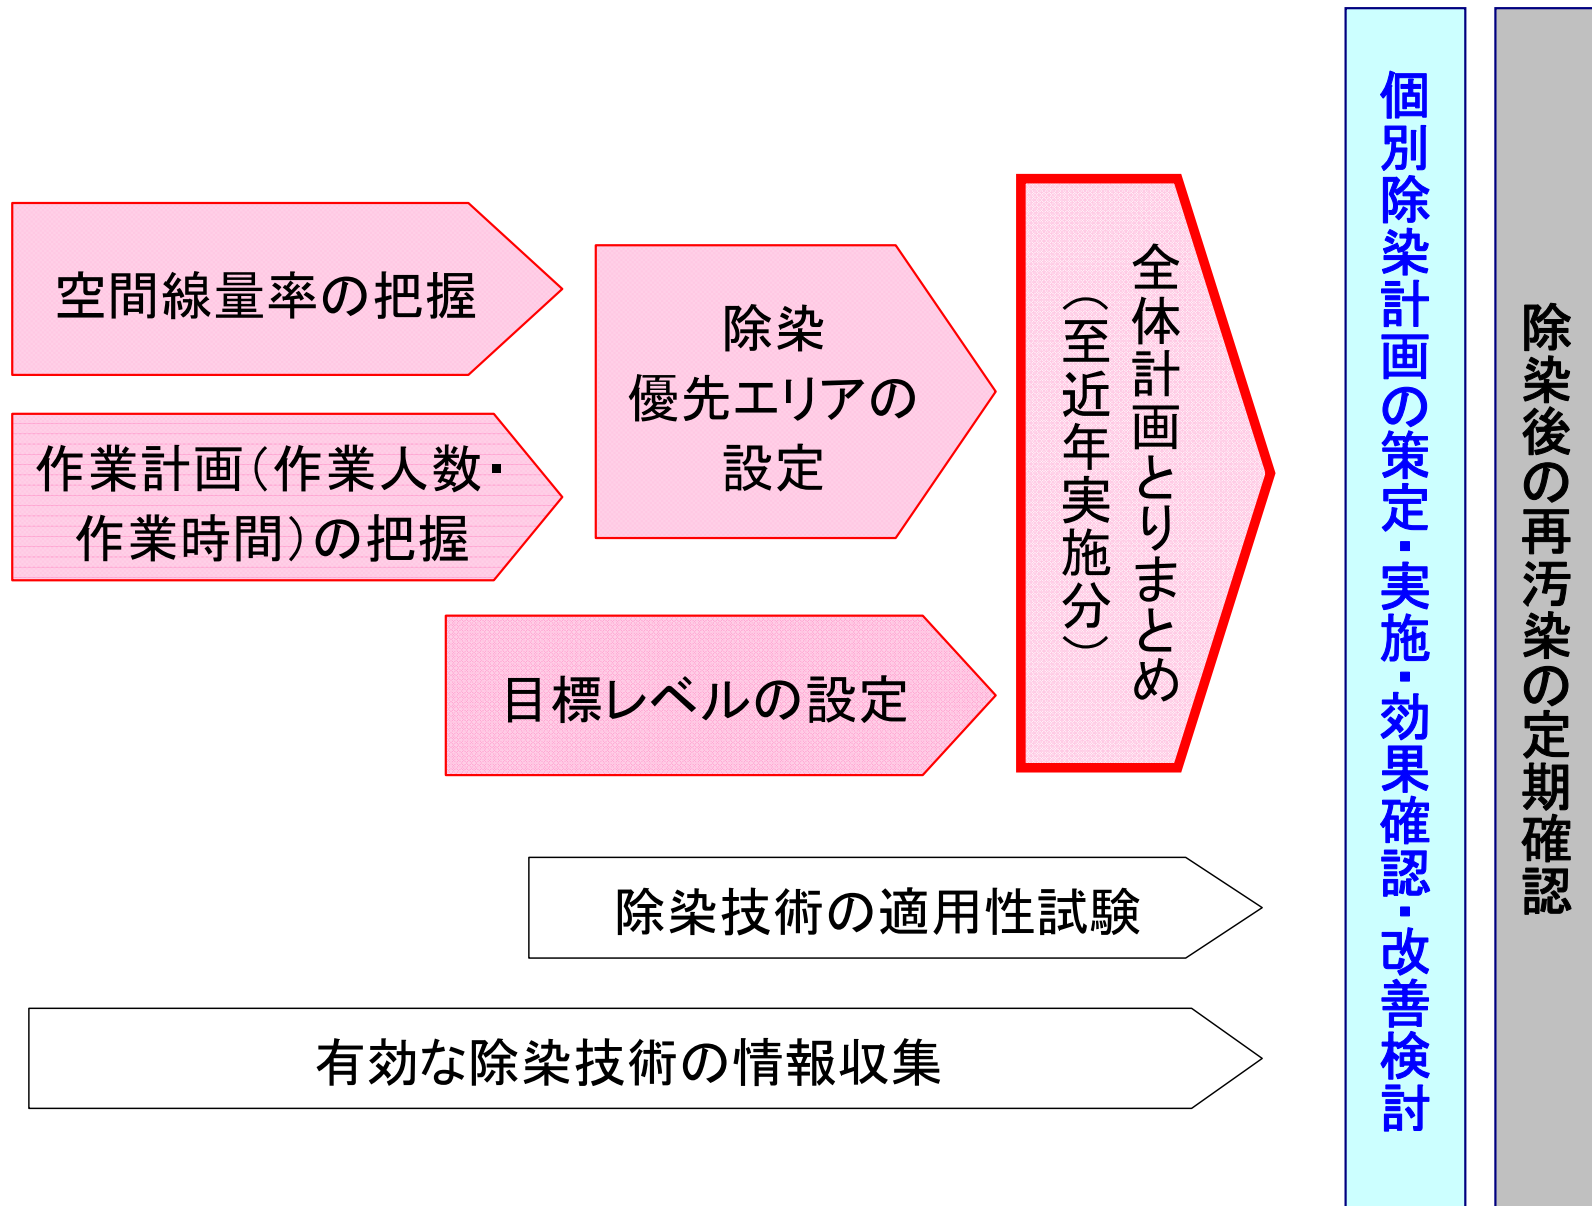 空間線量率の把握
作業計画（作業人数・
作業時間）の把握
除染
優先エリアの
設定
目標レベルの設定
全体計画とりまとめ
（至近年実施分）
除染技術の適用性試験
有効な除染技術の情報収集
個別除染計画の策定・実施・効果確認・改善検討
除染後の再汚染の定期確認